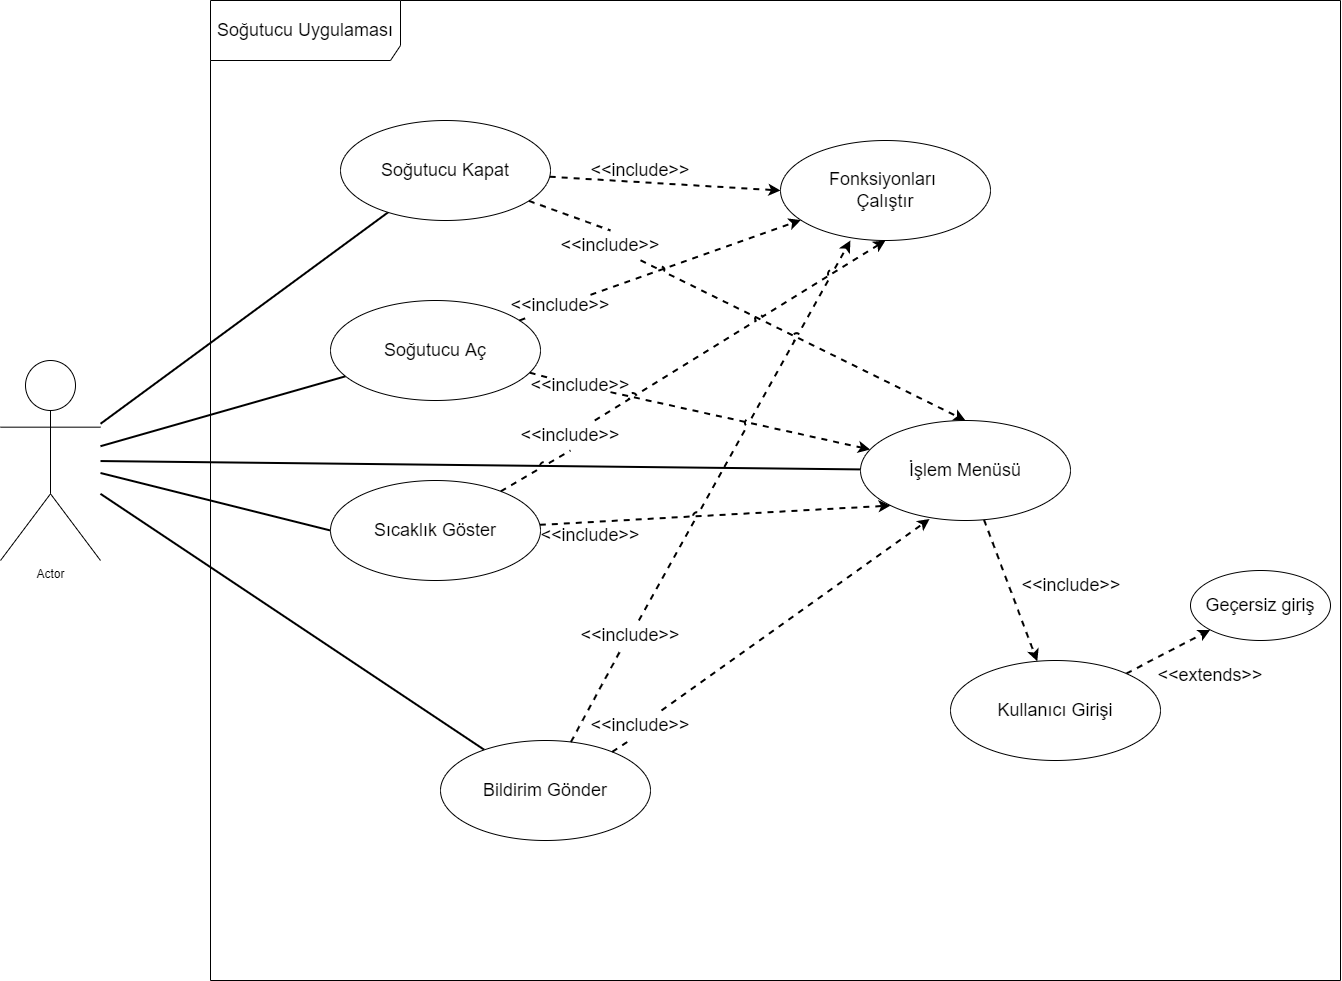 Soğutucu Uygulaması
Soğutucu Kapat
<<include>>
Fonksiyonları
Çalıştır
<<include>>
<<include>>
Soğutucu Aç
<<include>>
<<include>>
İşlem Menüsü
Sıcaklık Göster
<<include>>
Actor
<<include>>
Geçersiz giriş
<<include>>
<<extends>>
Kullanıcı Girişi
<<include>>
Bildirim Gönder